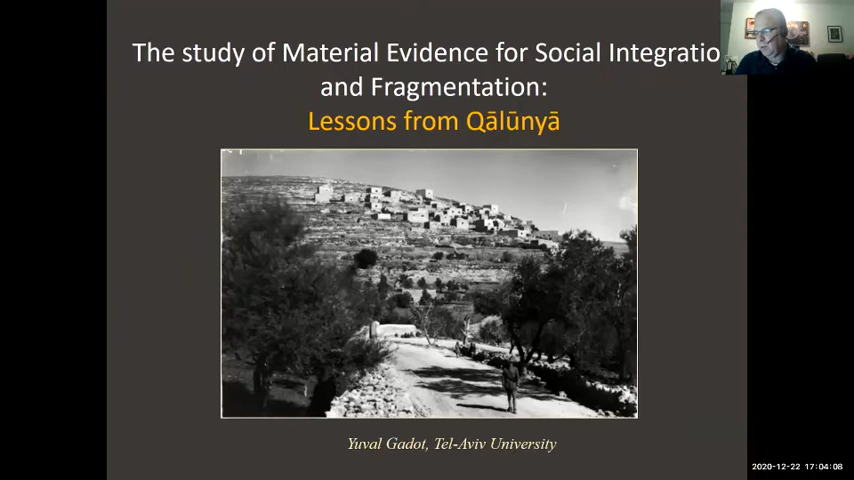 The study of Material Evidence for Social Integratio
and Fragmentation:
Lessons from Qālūnyā
Yuval Gadot, Tel-Aviv University
2020-12-22 17:04:08